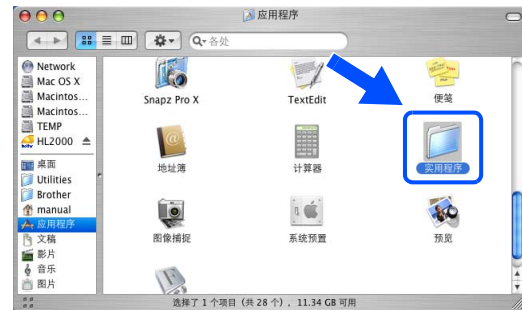 应用程序
各处
Network
Mac OS X
Macintos...
Macintos...
TEMP
HL2000
桌面
Utilities
Brother
manual
应用程序
文稿
影片
音乐
图片
Snapz Pro X
TextEdit
便笺
地址簿
计算器
实用程序
图像捕捉
系统预置
预览
选择了 1 个项目（共 28 个），11.34 GB 可用